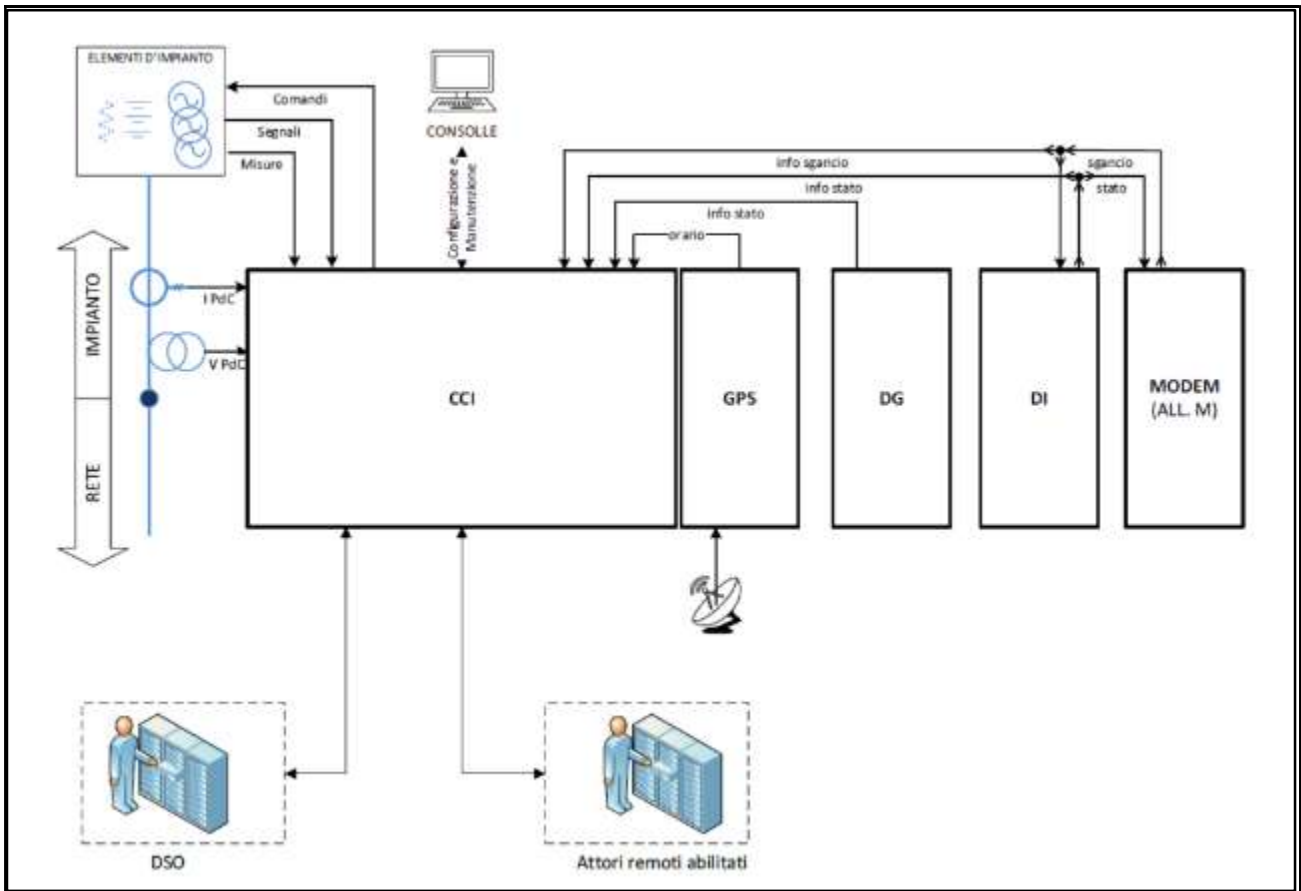 ELEMENTI D'IMPIANTO
Comandi
Segnali
Misure
CONSOLLE
Configurazione e
Manutenzione
info sgancio
sgancio
info stato
stato
info stato
orario
IMPIANTO
RETE
I PdC
V PdC
CCI
GPS
DG
DI
MODEM
(ALL. M)
DSO
Attori remoti abilitati